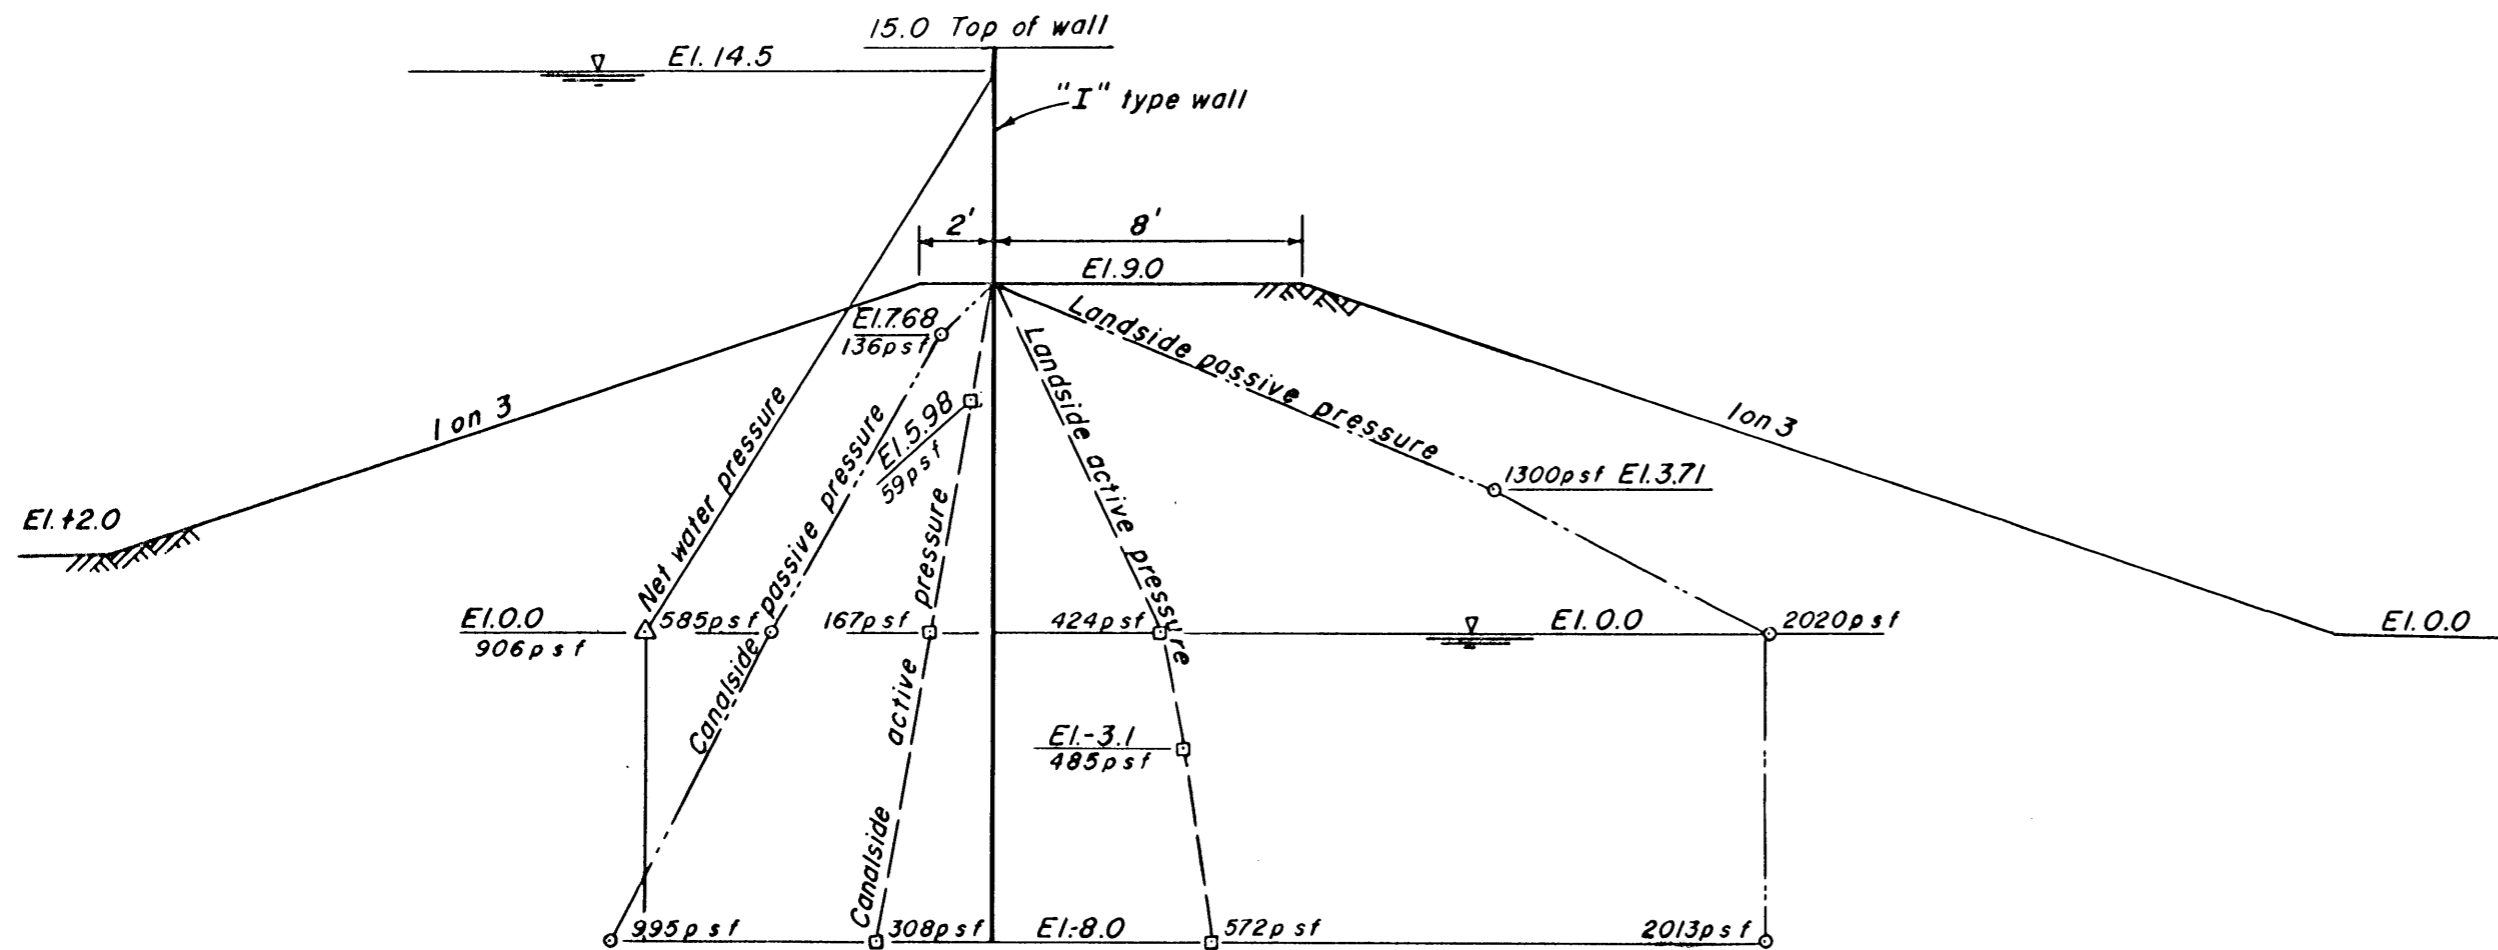 15.0 Top of wall
El. 14.5
"I" type wall
2'
8'
El. 9.0
El. 7.68
136 psf
Landside passive pressure
Landside active pressure
El. 5.98
59 psf
1 on 3
1 on 3
Net water pressure
Canalside passive pressure
Canalside active pressure
1300 psf El. 3.71
El. +2.0
El. 0.0
906 psf
585 psf
167 psf
424 psf
El. 0.0
2020 psf
El. 0.0
El. -3.1
485 psf
995 psf
308 psf
El.-8.0
572 psf
2013 psf